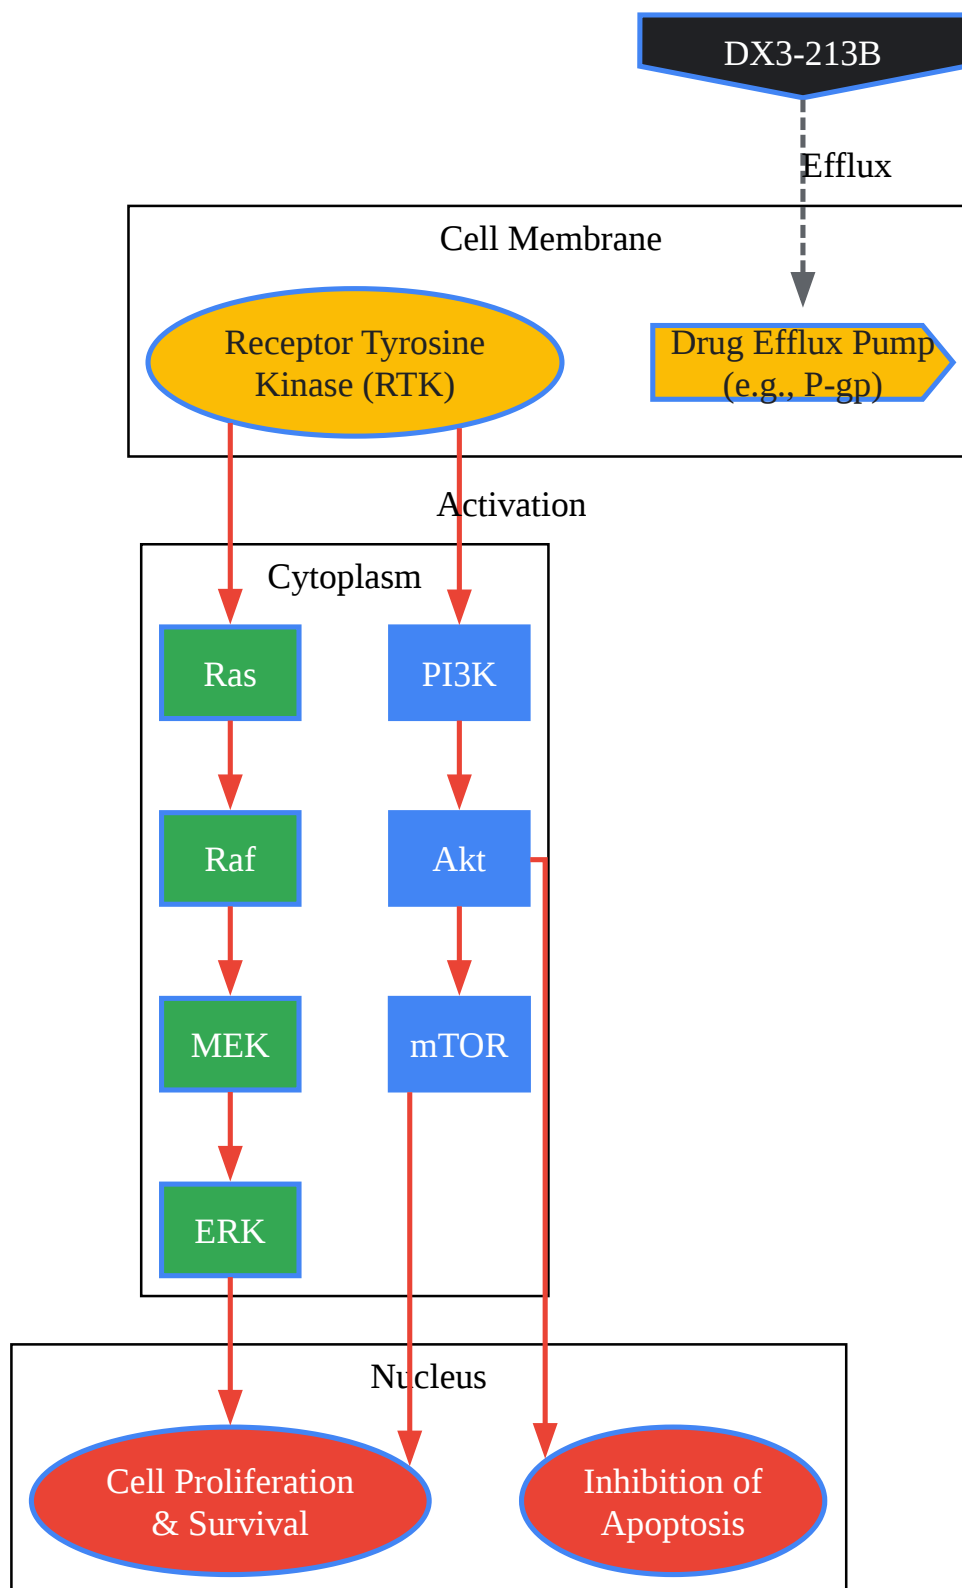 DX3-213B
Efflux
Cell Membrane
Receptor Tyrosine
Kinase (RTK)
Drug Efflux Pump
(e.g., P-gp)
Activation
Cytoplasm
Ras
PI3K
Raf
Akt
MEK
mTOR
ERK
Nucleus
Cell Proliferation
& Survival
Inhibition of
Apoptosis